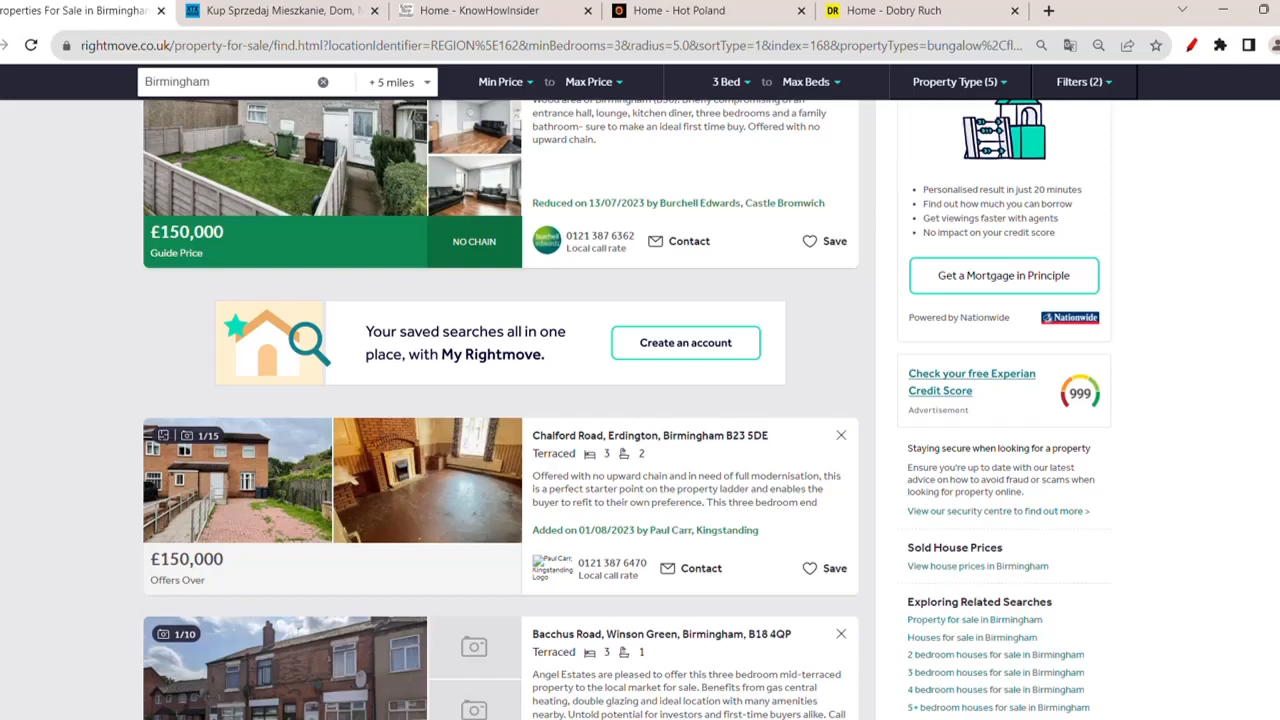 roperties For Sale in Birmingham
Kup Sprzedaj Mieszkanie, Dom,
Home - KnowHowInsider
Home - Hot Poland
DR
Home - Dobry Ruch
rightmove.co.uk/property-for-sale/find.html?locationIdentifier=REGION%5E162&minBedrooms=3&radius=5.0&sortType=1&index=168&propertyTypes=bungalow%2Cfl...
Birmingham
+ 5 miles
Min Price
to
Max Price
3 Bed
to
Max Beds
Property Type (5)
Filters (2)
Wood area of Birmingham (B36). Briefly compromising of an
entrance hall, lounge, kitchen diner, three bedrooms and a family
bathroom- sure to make an ideal first time buy. Offered with no
upward chain.
Reduced on 13/07/2023 by Burchell Edwards, Castle Bromwich
£150,000
Guide Price
NO CHAIN
burchell
edwards
0121 387 6362
Local call rate
Contact
Save
Your saved searches all in one
place, with My Rightmove.
Create an account
1/15
Chalford Road, Erdington, Birmingham B23 5DE
Terraced 3 2
Offered with no upward chain and in need of full modernisation, this
is a perfect starter point on the property ladder and enables the
buyer to refit to their own preference. This three bedroom end
Added on 01/08/2023 by Paul Carr, Kingstanding
£150,000
Offers Over
Paul Carr,
Kingstanding
Logo
0121 387 6470
Local call rate
Contact
Save
1/10
Bacchus Road, Winson Green, Birmingham, B18 4QP
Terraced 3 1
Angel Estates are pleased to offer this three bedroom mid-terraced
property to the local market for sale. Benefits from gas central
heating, double glazing and ideal location with many amenities
nearby. Untold potential for investors and first-time buyers alike. Call
• Personalised result in just 20 minutes
• Find out how much you can borrow
• Get viewings faster with agents
• No impact on your credit score
Get a Mortgage in Principle
Powered by Nationwide
Nationwide
Check your free Experian
Credit Score
Advertisement
999
Staying secure when looking for a property
Ensure you're up to date with our latest
advice on how to avoid fraud or scams when
looking for property online.
View our security centre to find out more >
Sold House Prices
View house prices in Birmingham
Exploring Related Searches
Property for sale in Birmingham
Houses for sale in Birmingham
2 bedroom houses for sale in Birmingham
3 bedroom houses for sale in Birmingham
4 bedroom houses for sale in Birmingham
5+ bedroom houses for sale in Birmingham